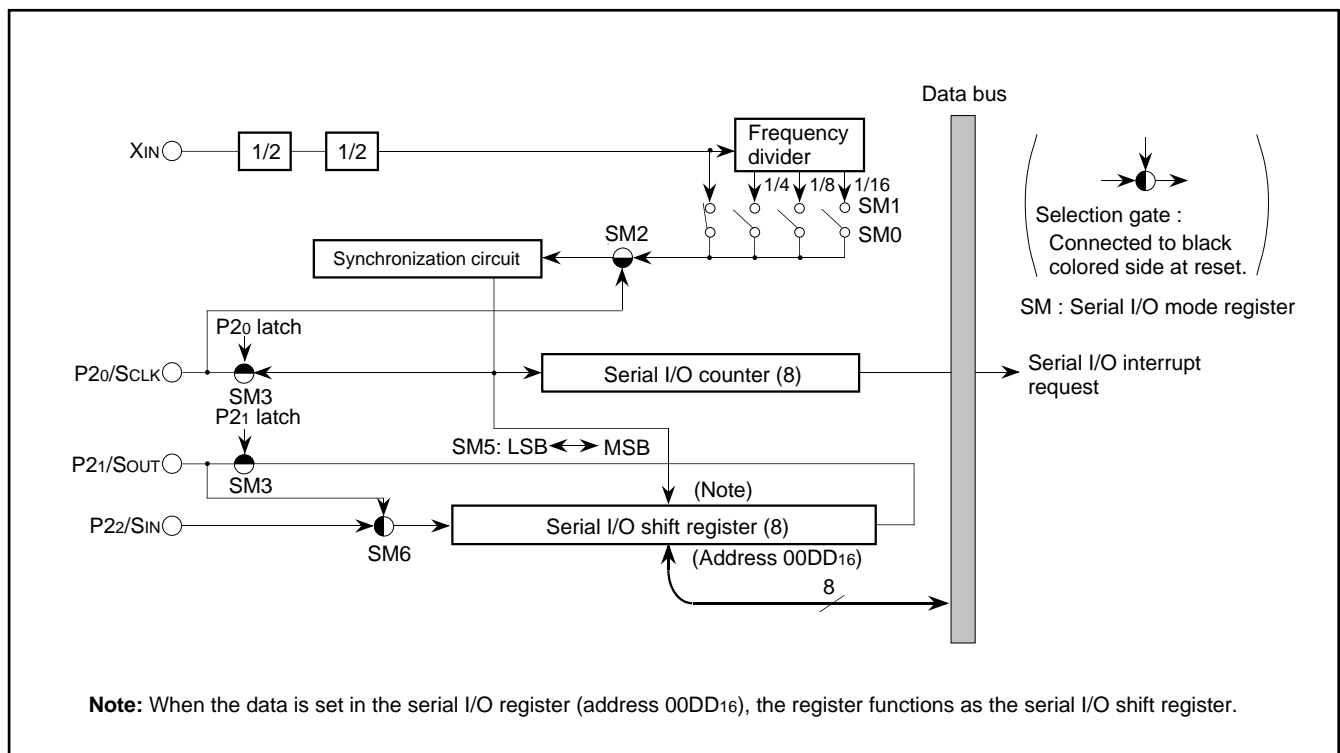 Data bus
XIN
1/2
1/2
Frequency
divider
1/4
1/8
1/16
SM1
SM0
SM2
Synchronization circuit
Selection gate :
Connected to black
colored side at reset.
SM : Serial I/O mode register
P20 latch
P20/SCLK
SM3
Serial I/O counter (8)
Serial I/O interrupt
request
P21 latch
P21/SOUT
SM3
SM5: LSB MSB
(Note)
P22/SIN
SM6
Serial I/O shift register (8)
(Address 00DD16)
8
Note: When the data is set in the serial I/O register (address 00DD16), the register functions as the serial I/O shift register.